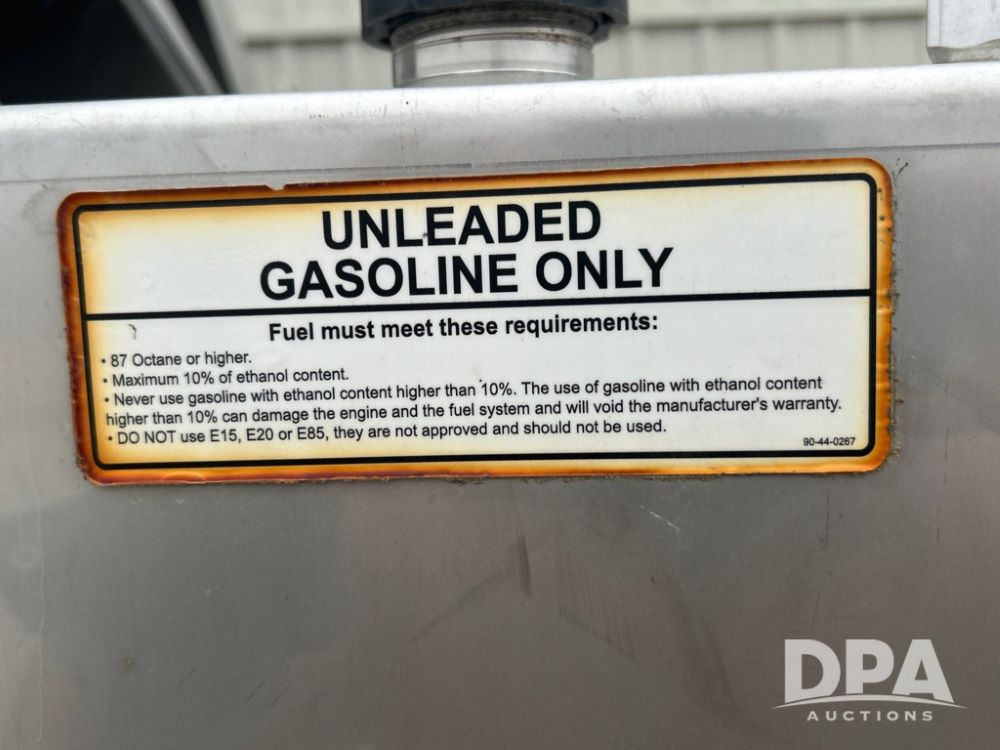 UNLEADED
GASOLINE ONLY
Fuel must meet these requirements:
• 87 Octane or higher.
• Maximum 10% of ethanol content.
• Never use gasoline with ethanol content higher than 10%. The use of gasoline with ethanol content
higher than 10% can damage the engine and the fuel system and will void the manufacturer's warranty.
• DO NOT use E15, E20 or E85, they are not approved and should not be used.
90-44-0267
DPA
AUCTIONS